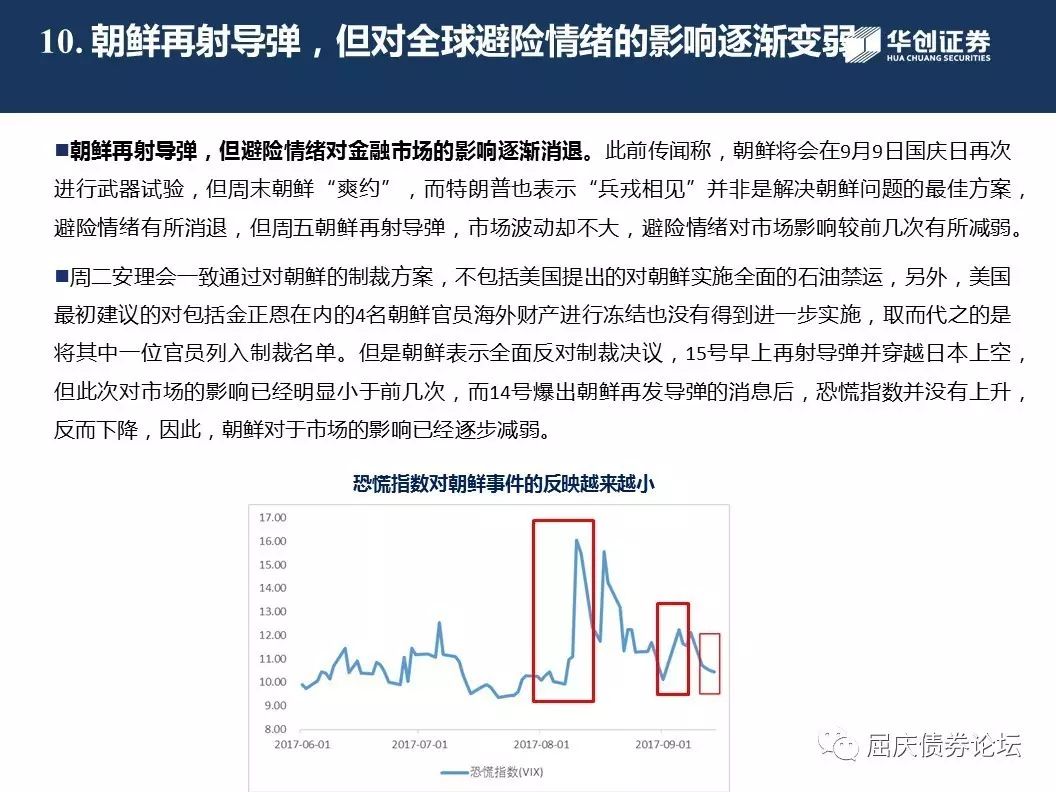 10. 朝鲜再射导弹，但对全球避险情绪的影响逐渐变弱
华创证券
HUA CHUANG SECURITIES
■朝鲜再射导弹，但避险情绪对金融市场的影响逐渐消退。此前传闻称，朝鲜将会在9月9日国庆日再次
进行武器试验，但周末朝鲜“爽约”，而特朗普也表示“兵戎相见”并非是解决朝鲜问题的最佳方案，
避险情绪有所消退，但周五朝鲜再射导弹，市场波动却不大，避险情绪对市场影响较前几次有所减弱。
■周二安理会一致通过对朝鲜的制裁方案，不包括美国提出的对朝鲜实施全面的石油禁运，另外，美国
最初建议的对包括金正恩在内的4名朝鲜官员海外财产进行冻结也没有得到进一步实施，取而代之的是
将其中一位官员列入制裁名单。但是朝鲜表示全面反对制裁决议，15号早上再射导弹并穿越日本上空，
但此次对市场的影响已经明显小于前几次，而14号爆出朝鲜再发导弹的消息后，恐慌指数并没有上升，
反而下降，因此，朝鲜对于市场的影响已经逐步减弱。
恐慌指数对朝鲜事件的反映越来越小
17.00
16.00
15.00
14.00
13.00
12.00
11.00
10.00
9.00
8.00
2017-06-01 2017-07-01 2017-08-01 2017-09-01
恐慌指数(VIX)
屈庆债券论坛